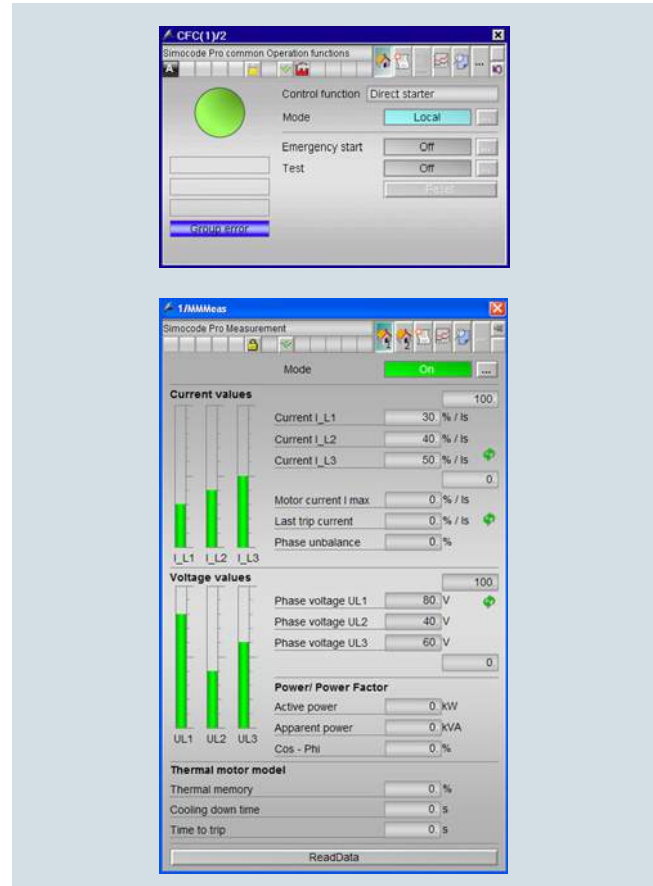 CFC(1)/2
Simocode Pro common Operation functions
A
...
Control function Direct starter
Mode Local ...
Emergency start Off ...
Test Off ...
Reset
Group error
1/MMMeas
Simocode Pro Measurement
1 2
Mode On ...
Current values 100.
Current I_L1 30. % / Is
Current I_L2 40. % / Is
Current I_L3 50. % / Is
0.
Motor current I max 0. % / Is
Last trip current 0. % / Is
Phase unbalance 0. %
I_L1 I_L2 I_L3
Voltage values 100.
Phase voltage UL1 80. V
Phase voltage UL2 40. V
Phase voltage UL3 60. V
0.
Power/ Power Factor
Active power 0. kW
Apparent power 0. kVA
UL1 UL2 UL3
Cos - Phi 0. %
Thermal motor model
Thermal memory 0. %
Cooling down time 0. s
Time to trip 0. s
ReadData